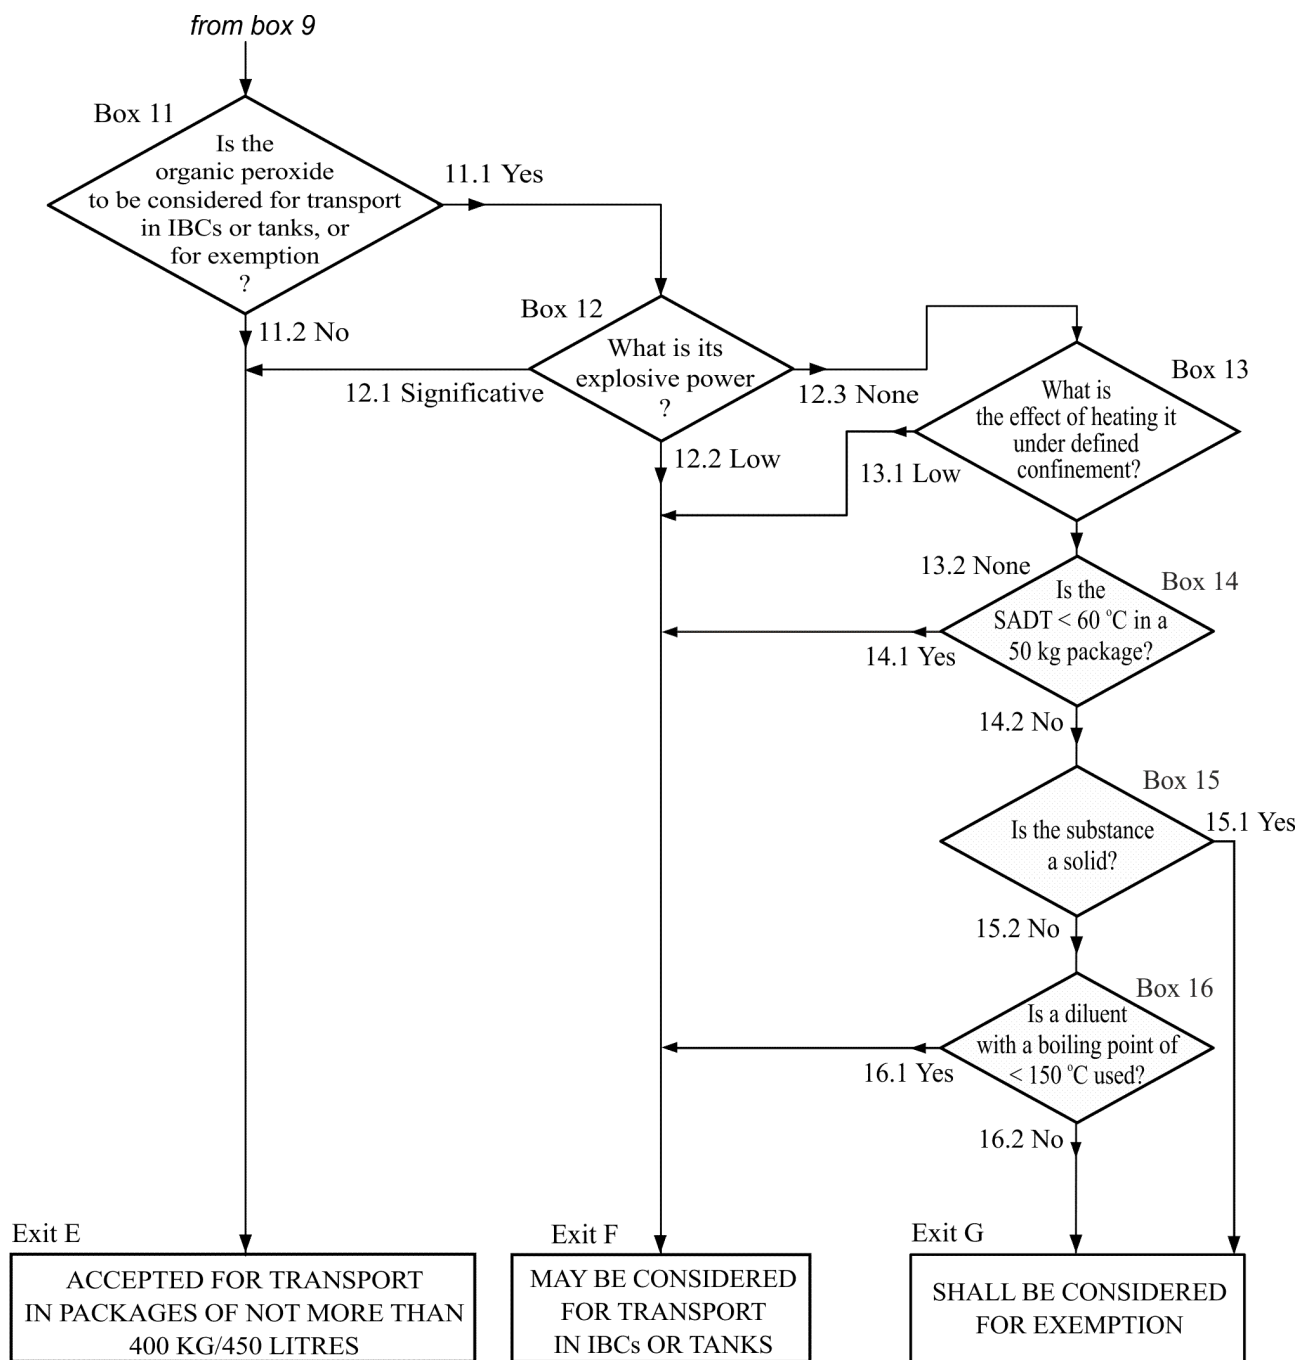 from box 9
Box 11
Is the
organic peroxide
to be considered for transport
in IBCs or tanks, or
for exemption
?
11.1 Yes
11.2 No
Box 12
What is its
explosive power
?
12.1 Significative
12.3 None
12.2 Low
Box 13
What is
the effect of heating it
under defined
confinement?
13.1 Low
13.2 None
Box 14
Is the
SADT < 60 °C in a
50 kg package?
14.1 Yes
14.2 No
Box 15
Is the substance
a solid?
15.1 Yes
15.2 No
Box 16
Is a diluent
with a boiling point of
< 150 °C used?
16.1 Yes
16.2 No
Exit E
ACCEPTED FOR TRANSPORT
IN PACKAGES OF NOT MORE THAN
400 KG/450 LITRES
Exit F
MAY BE CONSIDERED
FOR TRANSPORT
IN IBCs OR TANKS
Exit G
SHALL BE CONSIDERED
FOR EXEMPTION